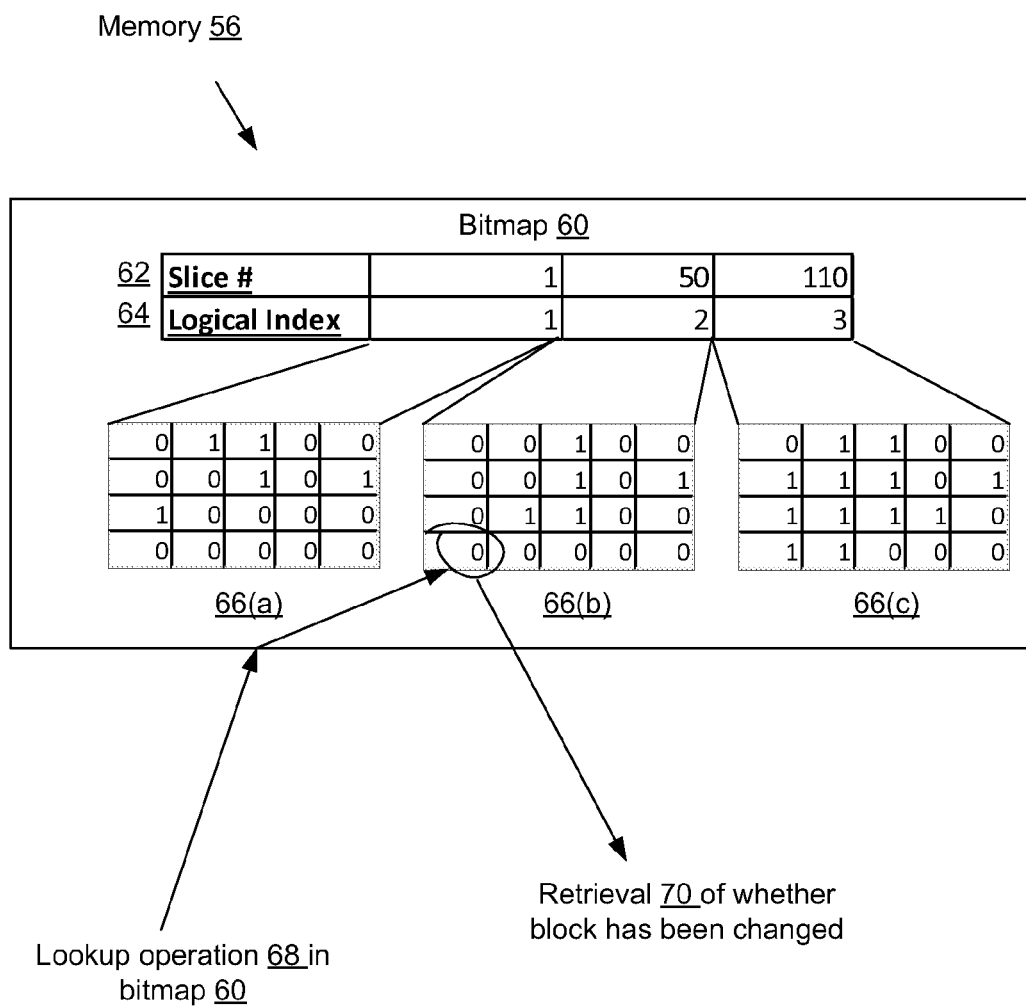 Memory 56
Bitmap 60
62 Slice # 1 50 110
64 Logical Index 1 2 3
0 1 1 0 0 0 0 1 0 0 0 1 1 0 0
0 0 1 0 1 0 0 1 0 1 1 1 1 0 1
1 0 0 0 0 0 1 1 0 0 1 1 1 1 0
0 0 0 0 0 0 0 0 0 0 1 1 0 0 0
66(a) 66(b) 66(c)
Retrieval 70 of whether
block has been changed
Lookup operation 68 in
bitmap 60